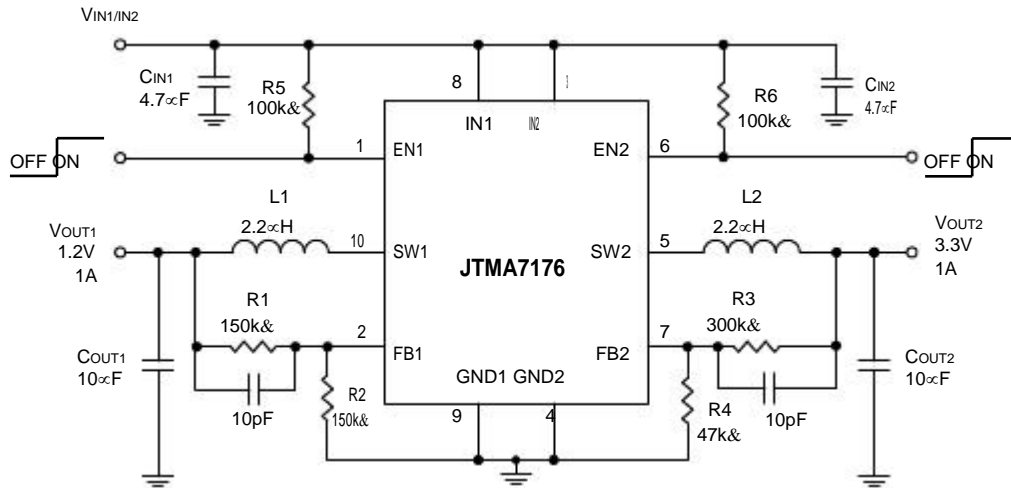 VIN1/IN2
CIN1
4.7∝F
R5
100k&
8
IN1
IN2
R6
100k&
CIN2
4.7∝F
OFF ON
1
EN1
EN2
6
OFF ON
VOUT1
1.2V
1A
L1
2.2∝H
10
SW1
JTMA7176
SW2
5
L2
2.2∝H
VOUT2
3.3V
1A
R1
150k&
2
FB1
FB2
7
R3
300k&
COUT1
10∝F
10pF
R2
150k&
GND1 GND2
9
4
R4
47k&
10pF
COUT2
10∝F